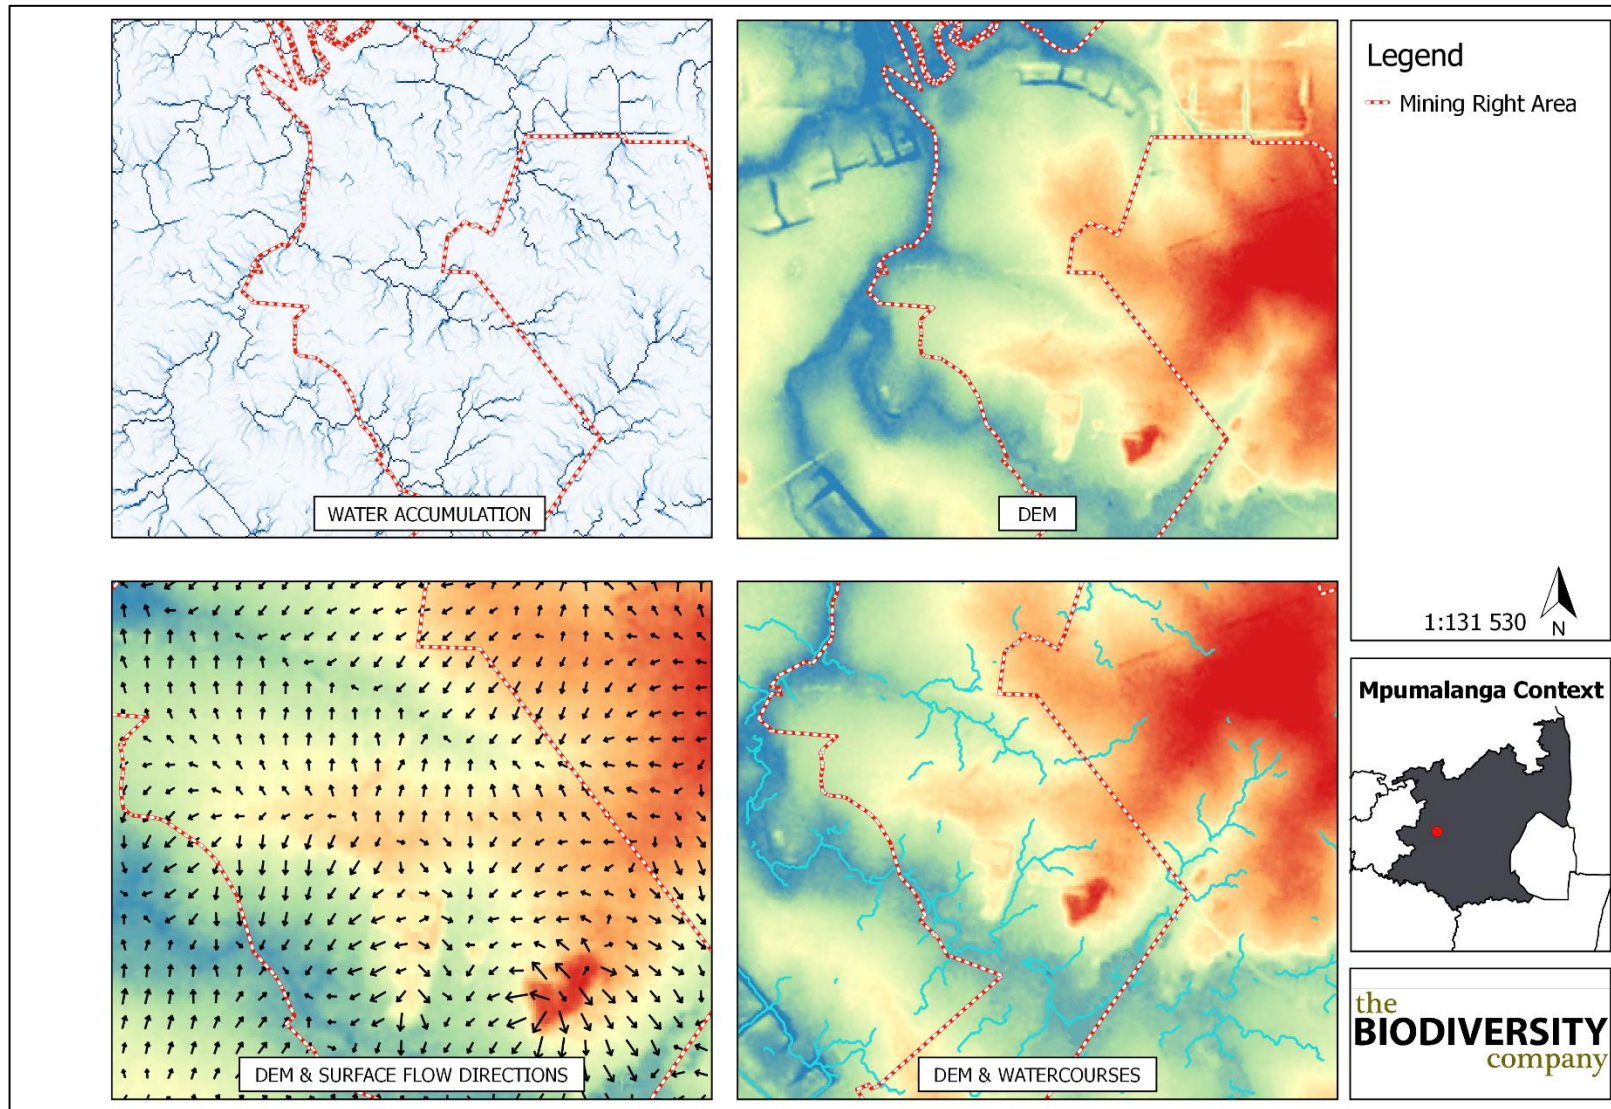 WATER ACCUMULATION
DEM
Legend
Mining Right Area
1:131 530
N
DEM & SURFACE FLOW DIRECTIONS
DEM & WATERCOURSES
Mpumalanga Context
the
BIODIVERSITY
company